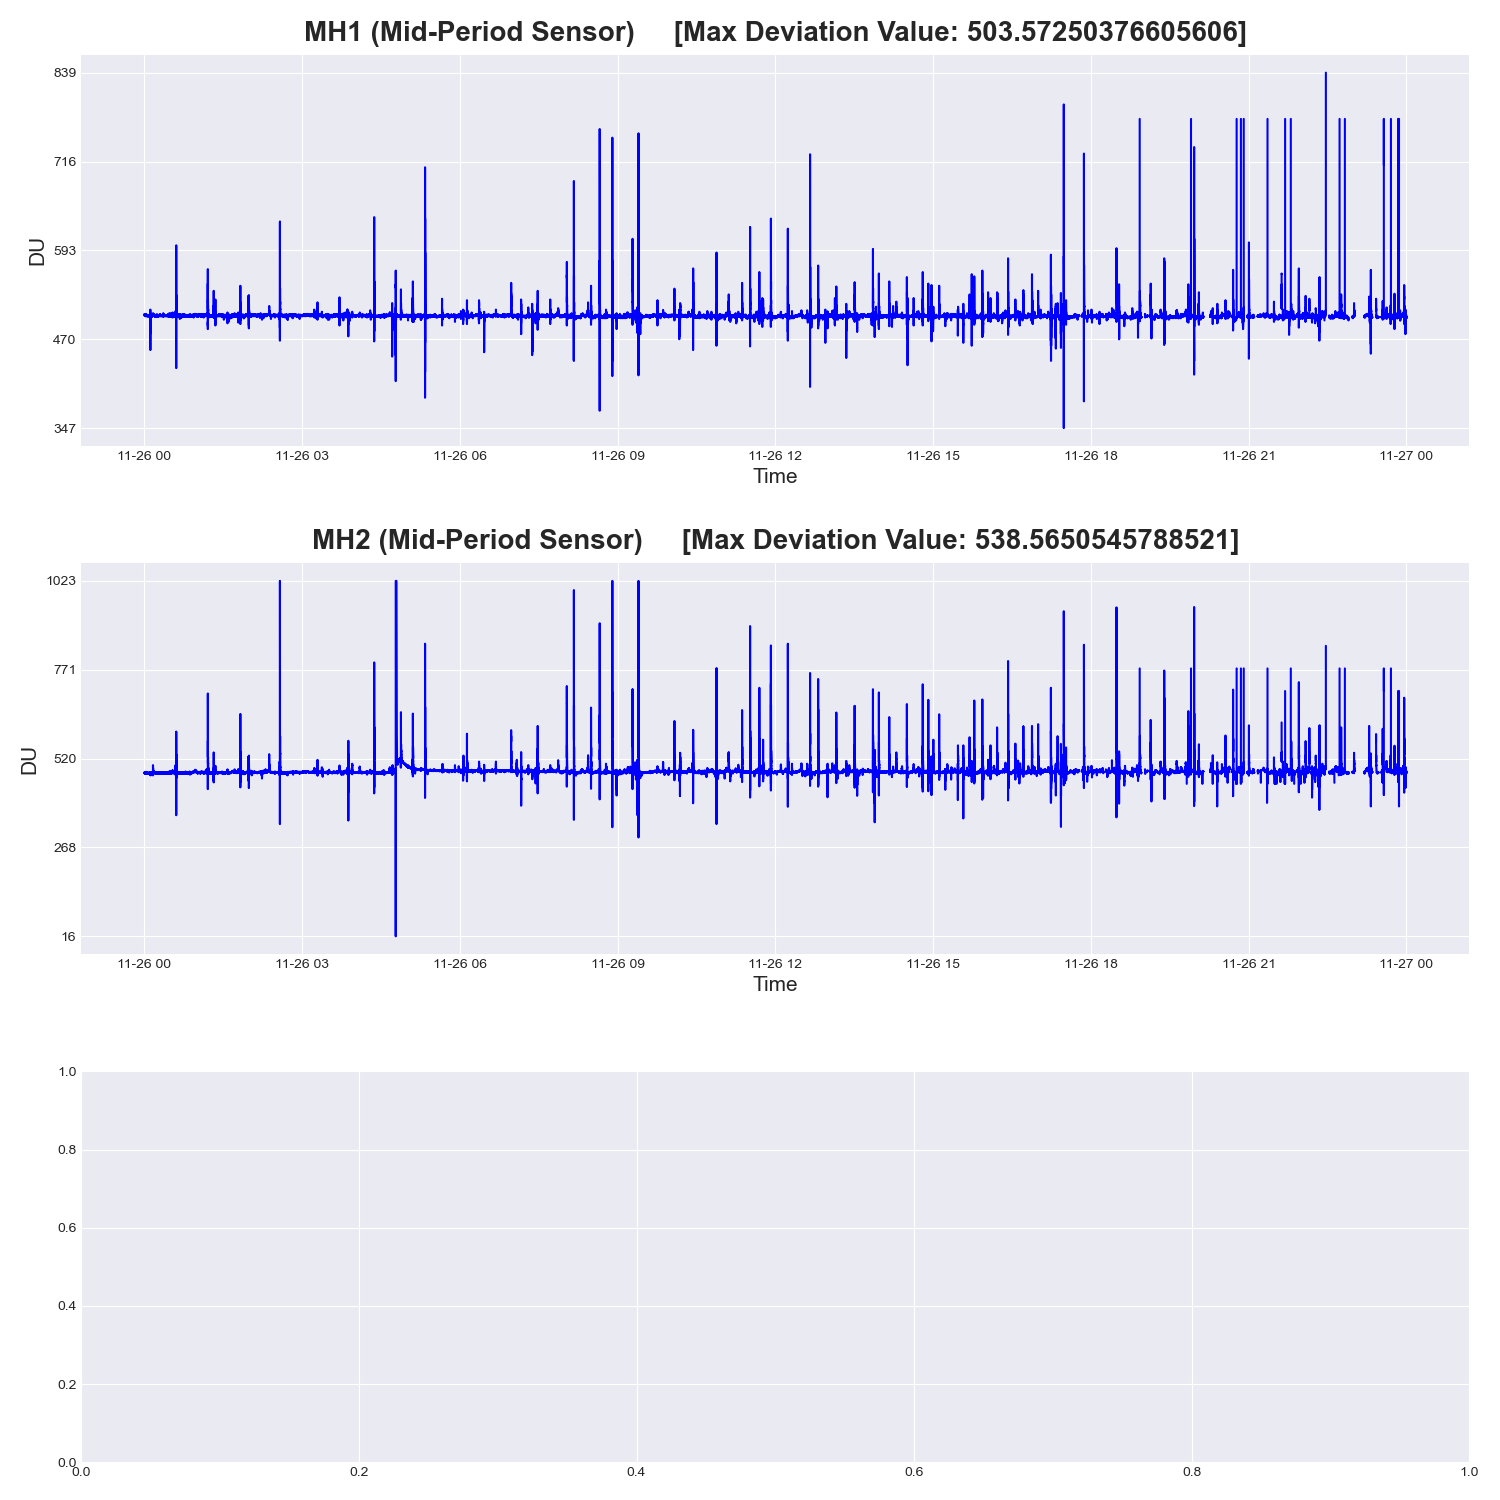 MH1 (Mid-Period Sensor) [Max Deviation Value: 503.57250376605606]
839
716
593
470
347
DU
11-26 00 11-26 03 11-26 06 11-26 09 11-26 12 11-26 15 11-26 18 11-26 21 11-27 00
Time
MH2 (Mid-Period Sensor) [Max Deviation Value: 538.5650545788521]
1023
771
520
268
16
DU
11-26 00 11-26 03 11-26 06 11-26 09 11-26 12 11-26 15 11-26 18 11-26 21 11-27 00
Time
1.0
0.8
0.6
0.4
0.2
0.0
0.0 0.2 0.4 0.6 0.8 1.0